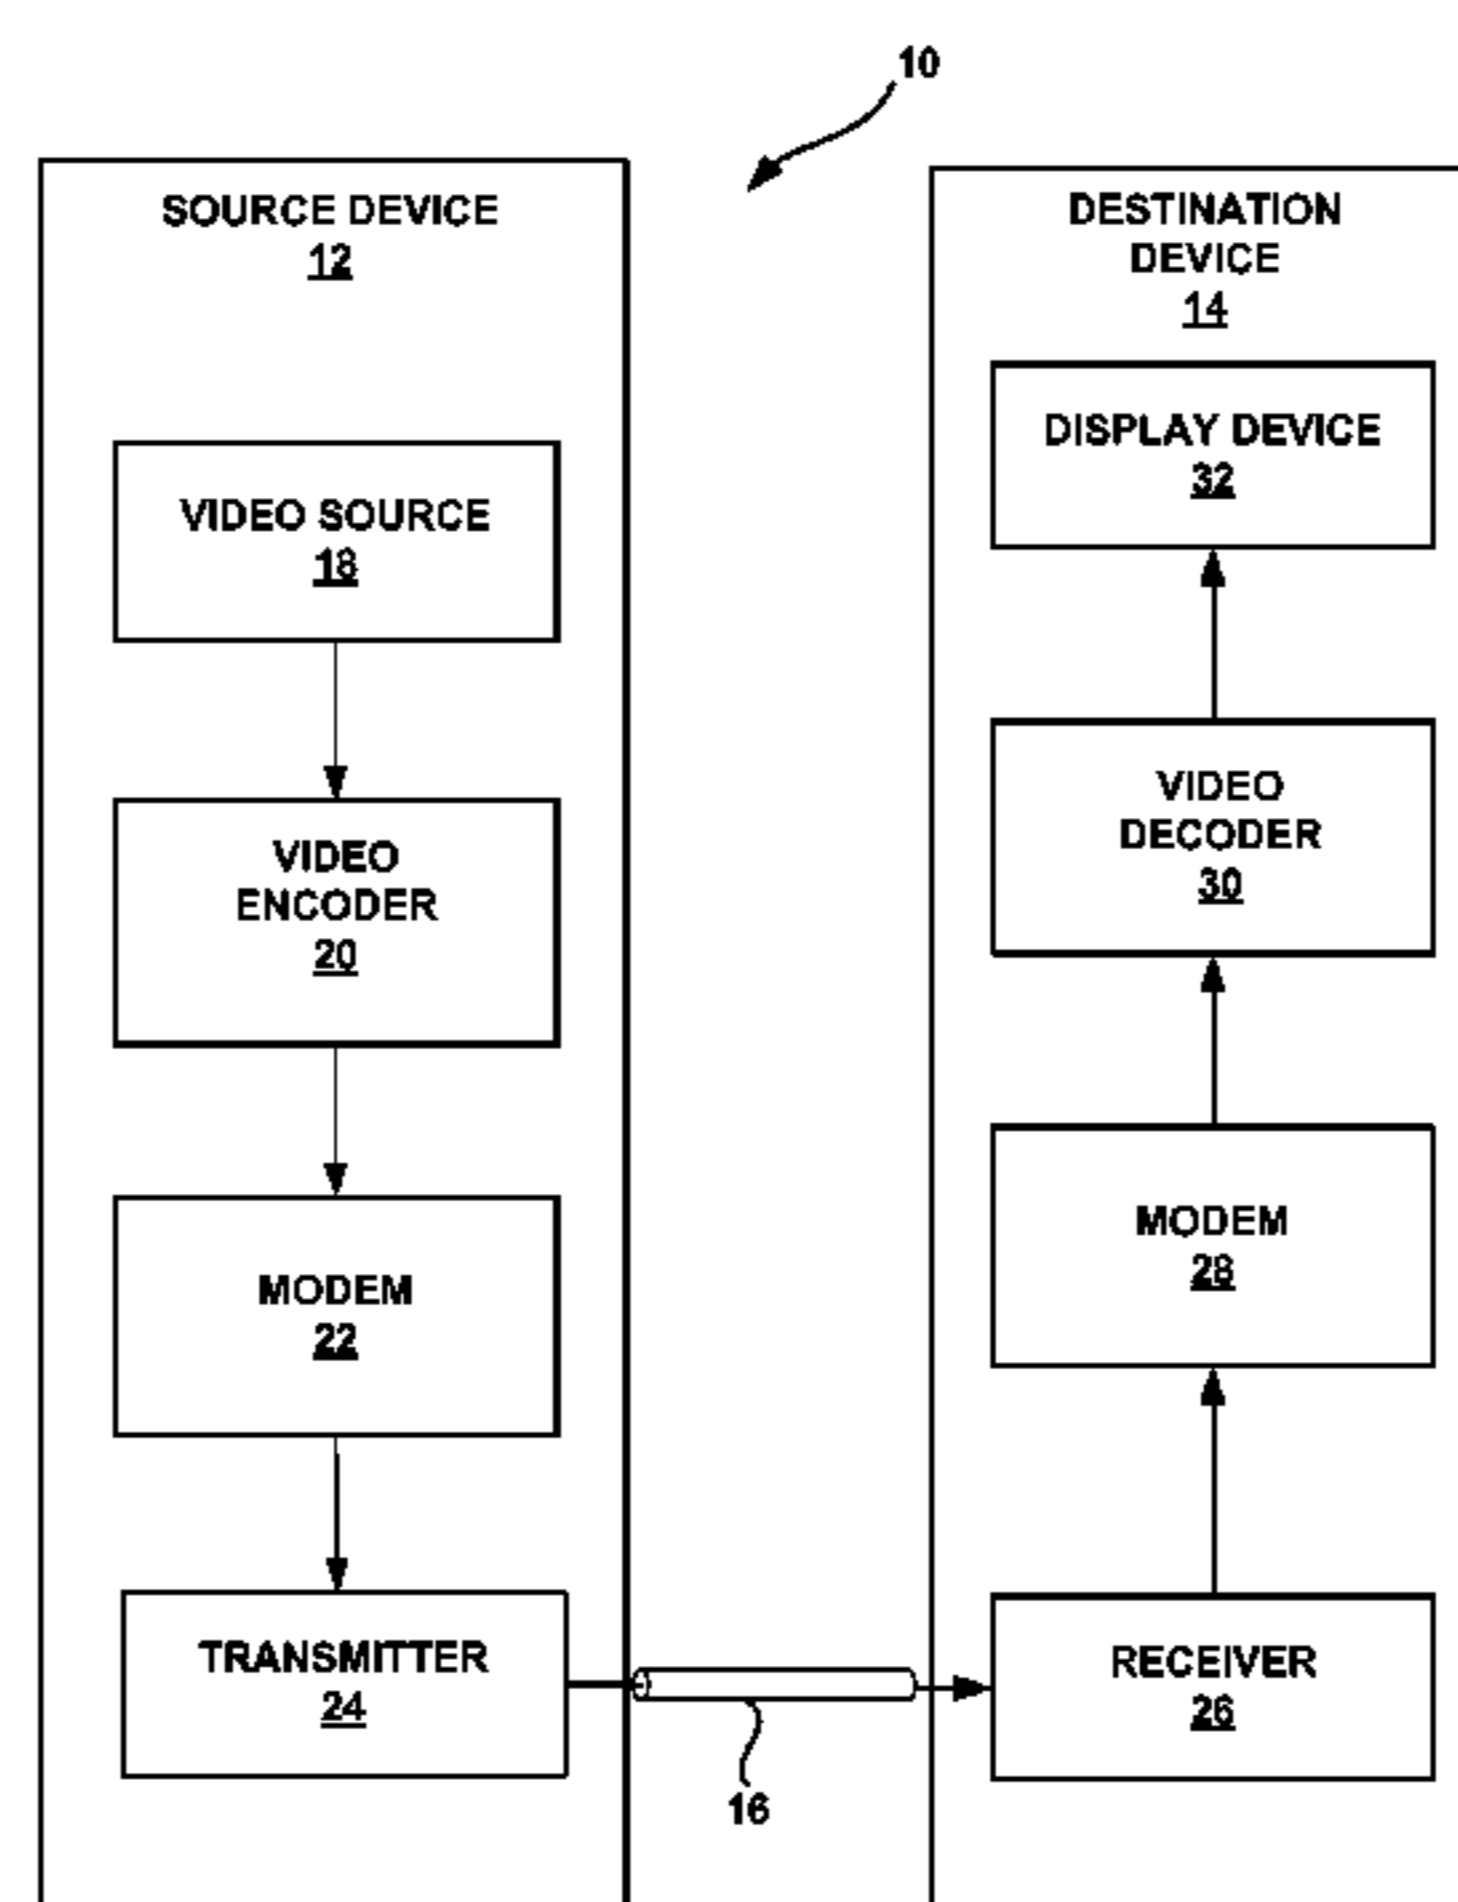 10
SOURCE DEVICE
12
VIDEO SOURCE
18
VIDEO
ENCODER
20
MODEM
22
TRANSMITTER
24
16
DESTINATION
DEVICE
14
DISPLAY DEVICE
32
VIDEO
DECODER
30
MODEM
28
RECEIVER
26